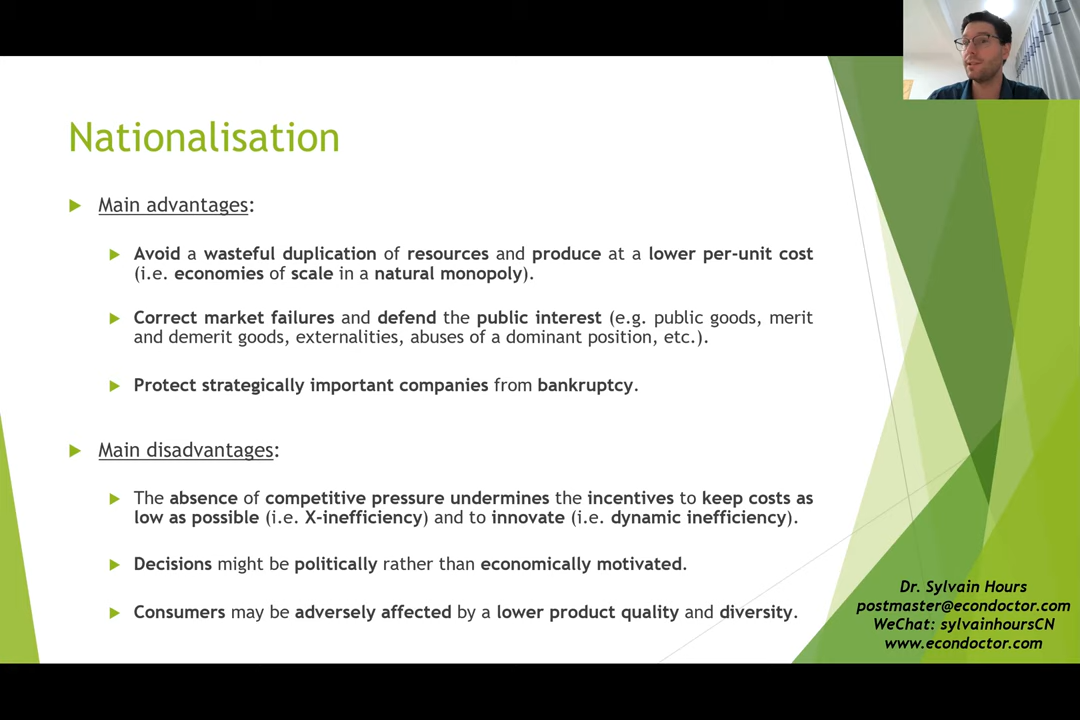 Nationalisation
Main advantages:
Avoid a wasteful duplication of resources and produce at a lower per-unit cost
(i.e. economies of scale in a natural monopoly).
Correct market failures and defend the public interest (e.g. public goods, merit
and demerit goods, externalities, abuses of a dominant position, etc.).
Protect strategically important companies from bankruptcy.
Main disadvantages:
The absence of competitive pressure undermines the incentives to keep costs as
low as possible (i.e. X-inefficiency) and to innovate (i.e. dynamic inefficiency).
Decisions might be politically rather than economically motivated.
Consumers may be adversely affected by a lower product quality and diversity.
Dr. Sylvain Hours
postmaster@econdoctor.com
WeChat: sylvainhoursCN
www.econdoctor.com